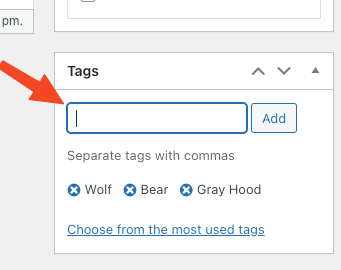 pm.
Tags
Add
Separate tags with commas
Wolf Bear Gray Hood
Choose from the most used tags